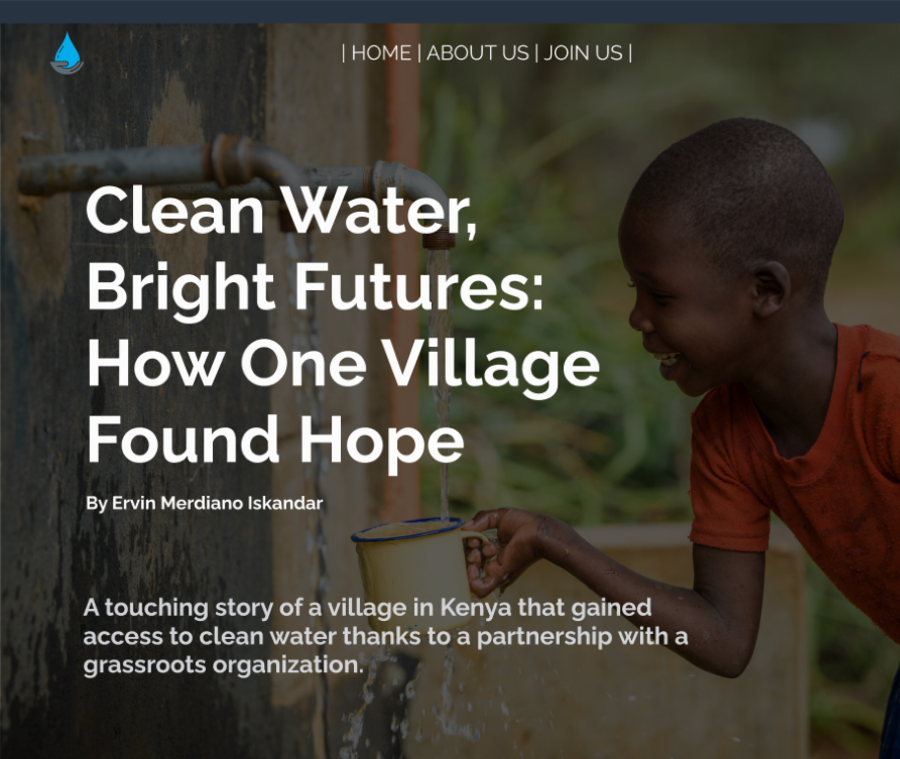 | HOME | ABOUT US | JOIN US |
Clean Water,
Bright Futures:
How One Village
Found Hope
By Ervin Merdiano Iskandar
A touching story of a village in Kenya that gained
access to clean water thanks to a partnership with a
grassroots organization.